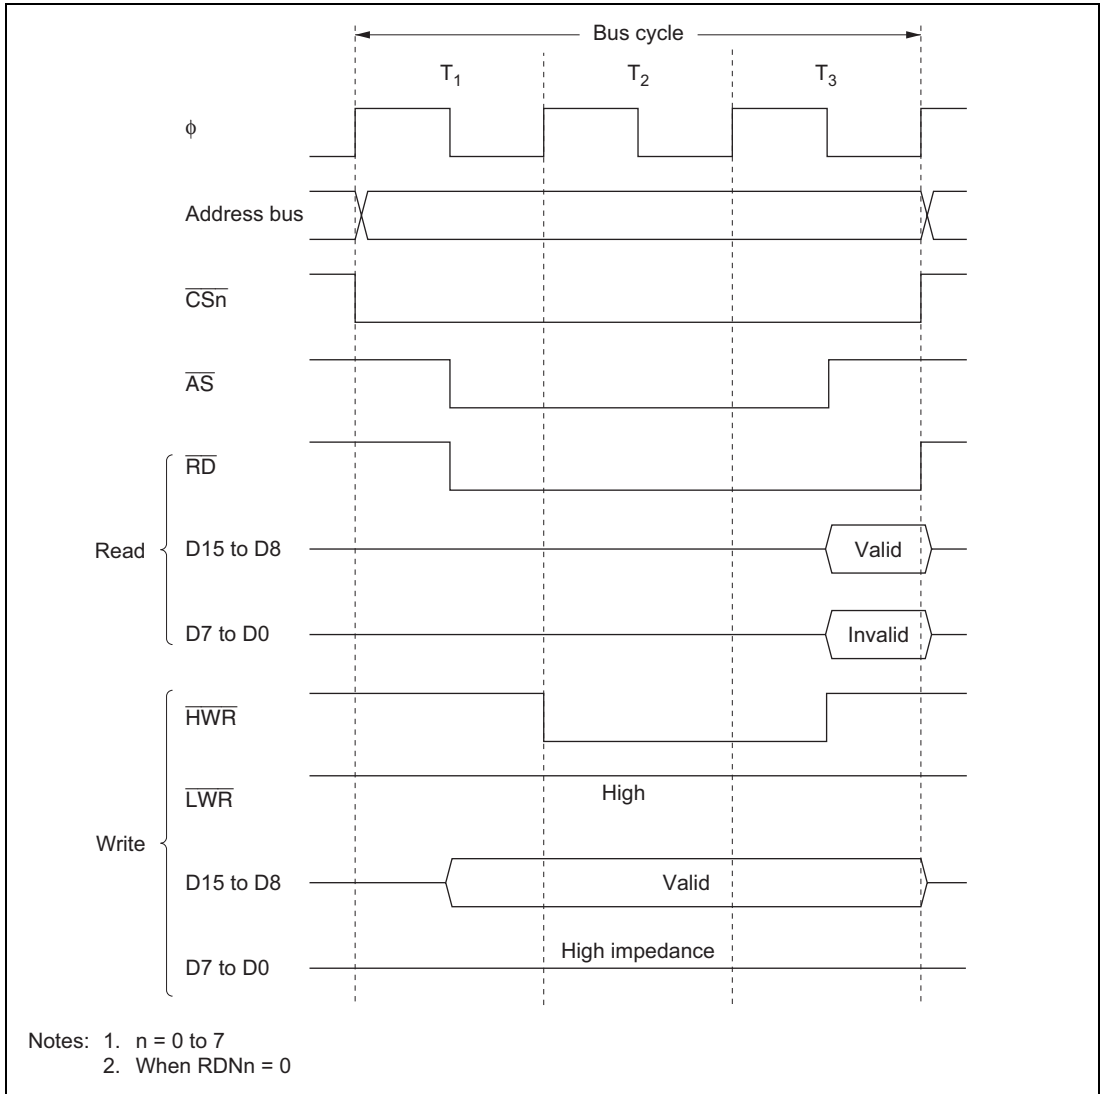 Bus cycle
T1 T2 T3
ϕ
Address bus
CSn
AS
RD
Read D15 to D8 Valid
D7 to D0 Invalid
HWR
LWR High
Write
D15 to D8 Valid
D7 to D0 High impedance
Notes: 1. n = 0 to 7
2. When RDNn = 0